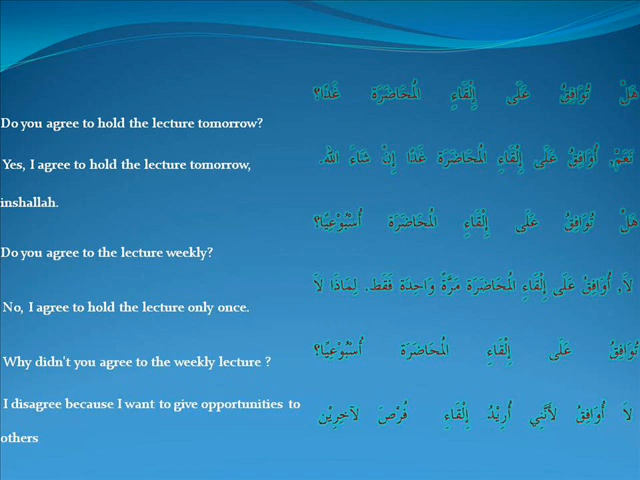 هَلْ تُوَافِقُ عَلَى إِلْقَاءِ الْمُحَاضَرَة غَدًا؟
Do you agree to hold the lecture tomorrow?
نَعَمْ, أُوَافِقُ عَلَى إِلْقَاءِ الْمُحَاضَرَة غَدًا إِنْ شَاءَ الله.
Yes, I agree to hold the lecture tomorrow,
inshallah.
هَلْ تُوَافِقُ عَلَى إِلْقَاءِ الْمُحَاضَرَة أُسْبُوْعِيًا؟
Do you agree to the lecture weekly?
لَا, أُوَافِقُ عَلَى إِلْقَاءِ الْمُحَاضَرَة مَرَّةً وَاحِدَة فَقَط. لِمَاذَا لَا
No, I agree to hold the lecture only once.
تُوَافِقُ عَلَى إِلْقَاءِ الْمُحَاضَرَة أُسْبُوْعِيًا؟
Why didn't you agree to the weekly lecture ?
لَا أُوَافِقُ لأَنَّنِي أُرِيْدُ إِلْقَاءَ فُرْصَ لآخِرِيْن
I disagree because I want to give opportunities to
others